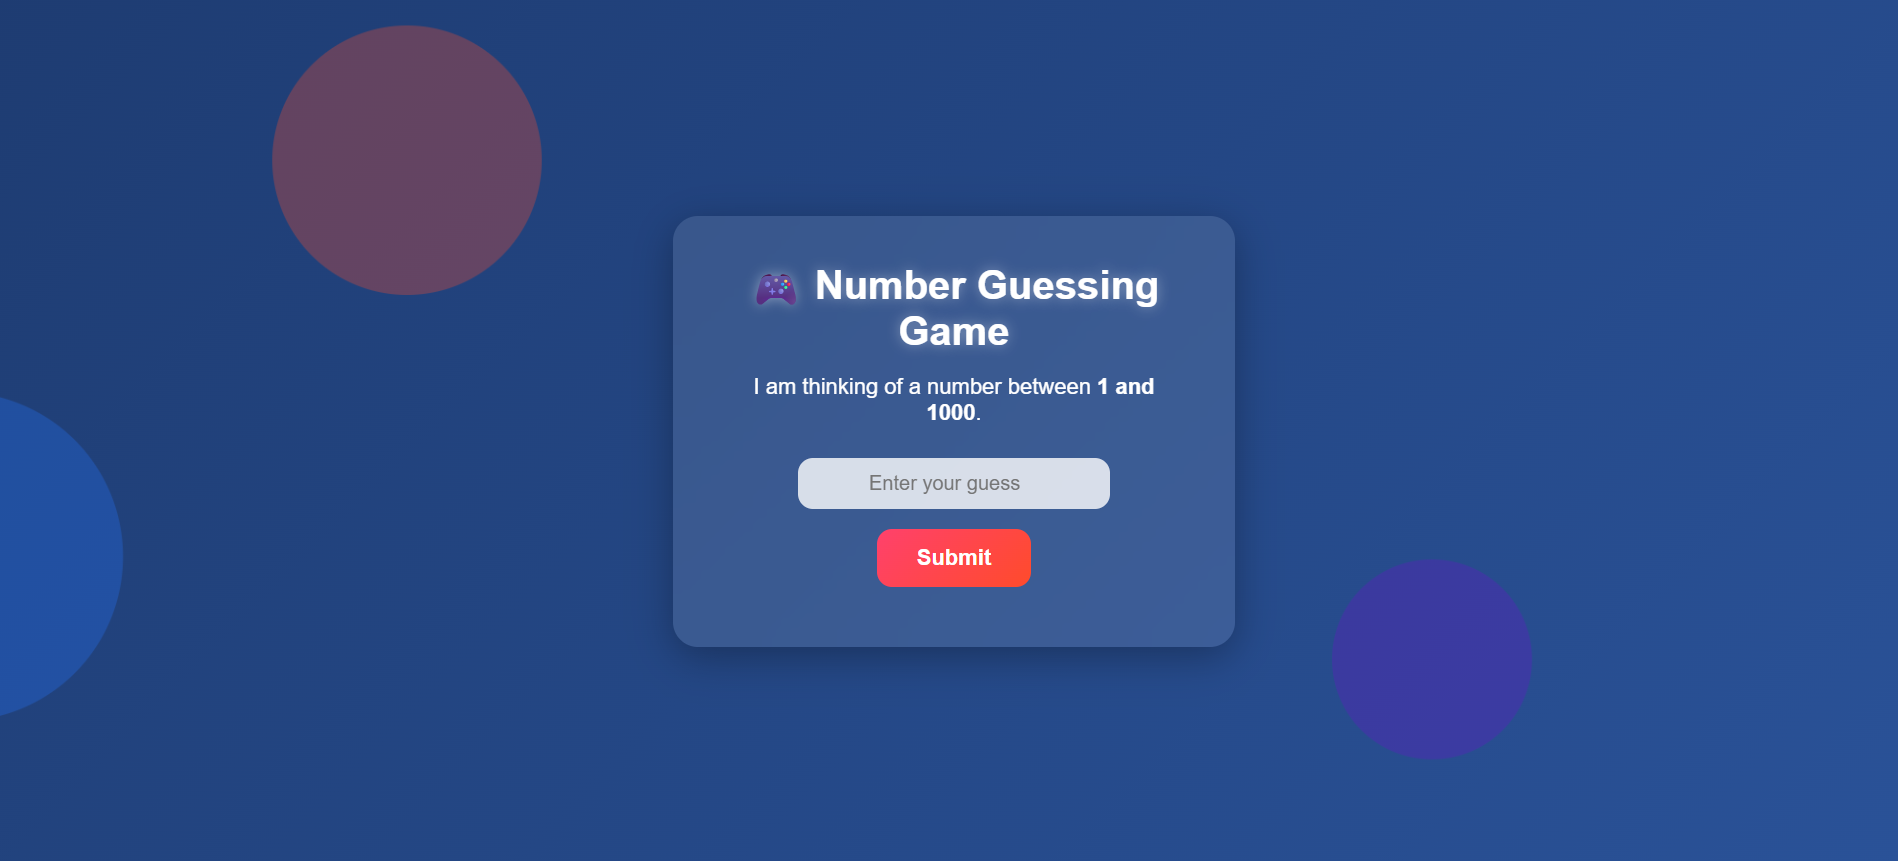 🎮 Number Guessing
Game
I am thinking of a number between 1 and
1000.
Enter your guess
Submit